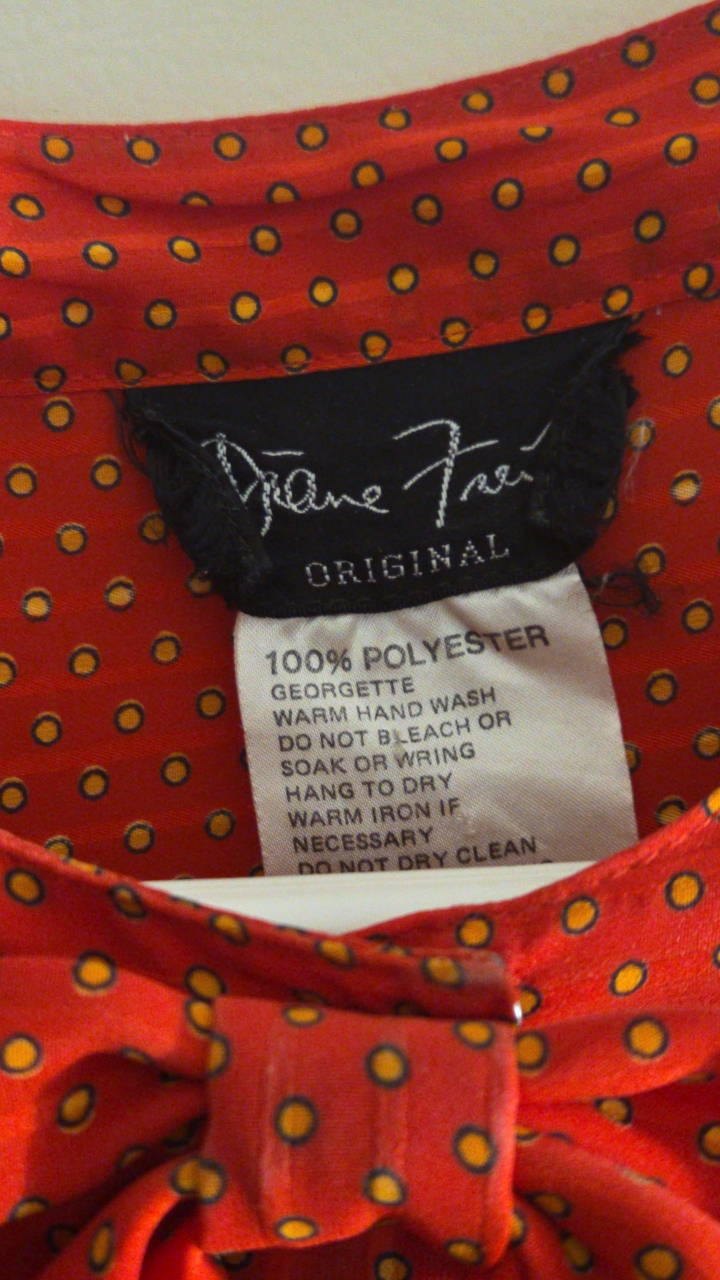 Diane Frei
ORIGINAL
100% POLYESTER
GEORGETTE
WARM HAND WASH
DO NOT BLEACH OR
SOAK OR WRING
HANG TO DRY
WARM IRON IF
NECESSARY
DO NOT DRY CLEAN